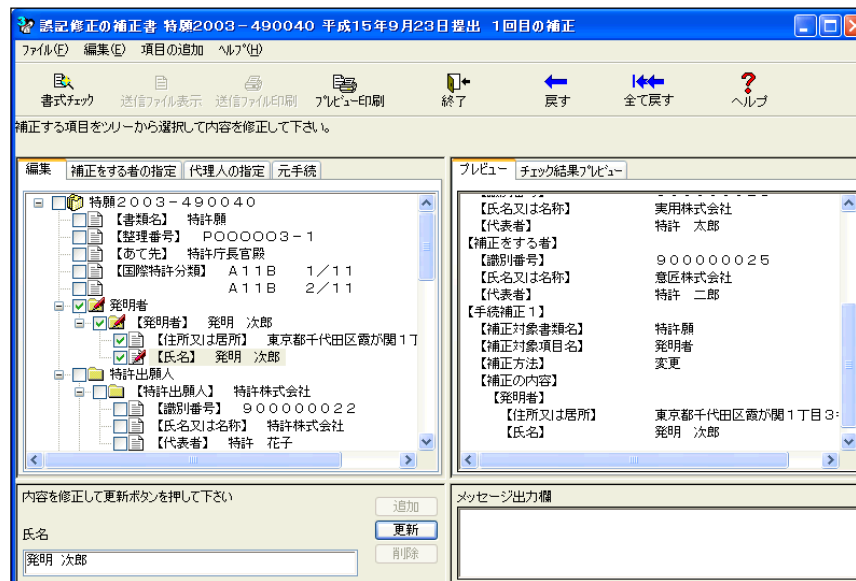 誤記修正の補正書 特願2003-490040 平成15年9月23日提出 1回目の補正
ファイル(F) 編集(E) 項目の追加 ヘルプ(H)
書式チェック 送信ファイル表示 送信ファイル印刷 プレビュー印刷 終了 戻す 全て戻す ヘルプ
補正する項目をツリーから選択して内容を修正して下さい。
編集 補正をする者の指定 代理人の指定 元手続
特願2003-490040
【書類名】 特許願
【整理番号】 P000003-1
【あて先】 特許庁長官殿
【国際特許分類】 A11B 1/11
A11B 2/11
発明者
【発明者】 発明 次郎
【住所又は居所】 東京都千代田区霞が関1丁
【氏名】 発明 次郎
特許出願人
【特許出願人】 特許株式会社
【識別番号】 900000022
【氏名又は名称】 特許株式会社
【代表者】 特許 花子
内容を修正して更新ボタンを押して下さい
追加
更新
削除
氏名
発明 次郎
プレビュー チェック結果プレビュー
【氏名又は名称】 実用株式会社
【代表者】 特許 太郎
【補正をする者】
【識別番号】 900000025
【氏名又は名称】 意匠株式会社
【代表者】 特許 二郎
【手続補正1】
【補正対象書類名】 特許願
【補正対象項目名】 発明者
【補正方法】 変更
【補正の内容】
【発明者】
【住所又は居所】 東京都千代田区霞が関1丁目3
【氏名】 発明 次郎
メッセージ出力欄